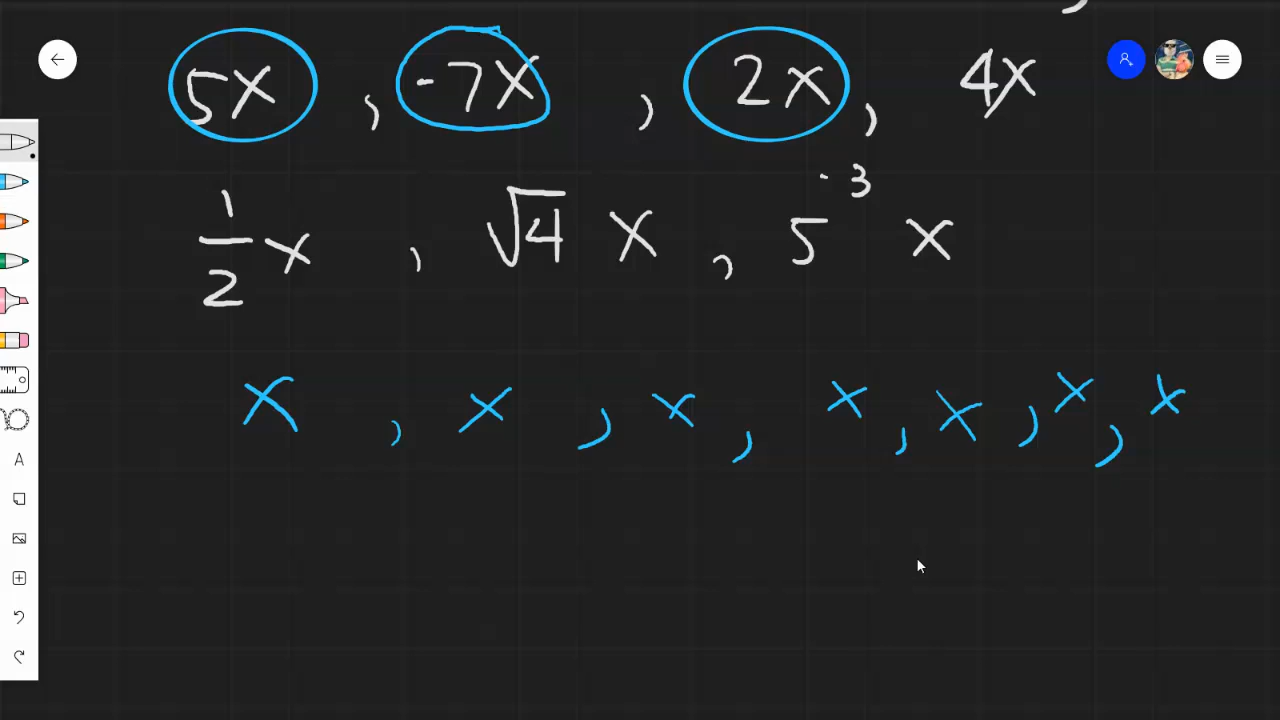 5x , -7x , 2x , 4x
1/2 x , √4 x , 5⁻³ x
x , x , x , x , x , x , x
A